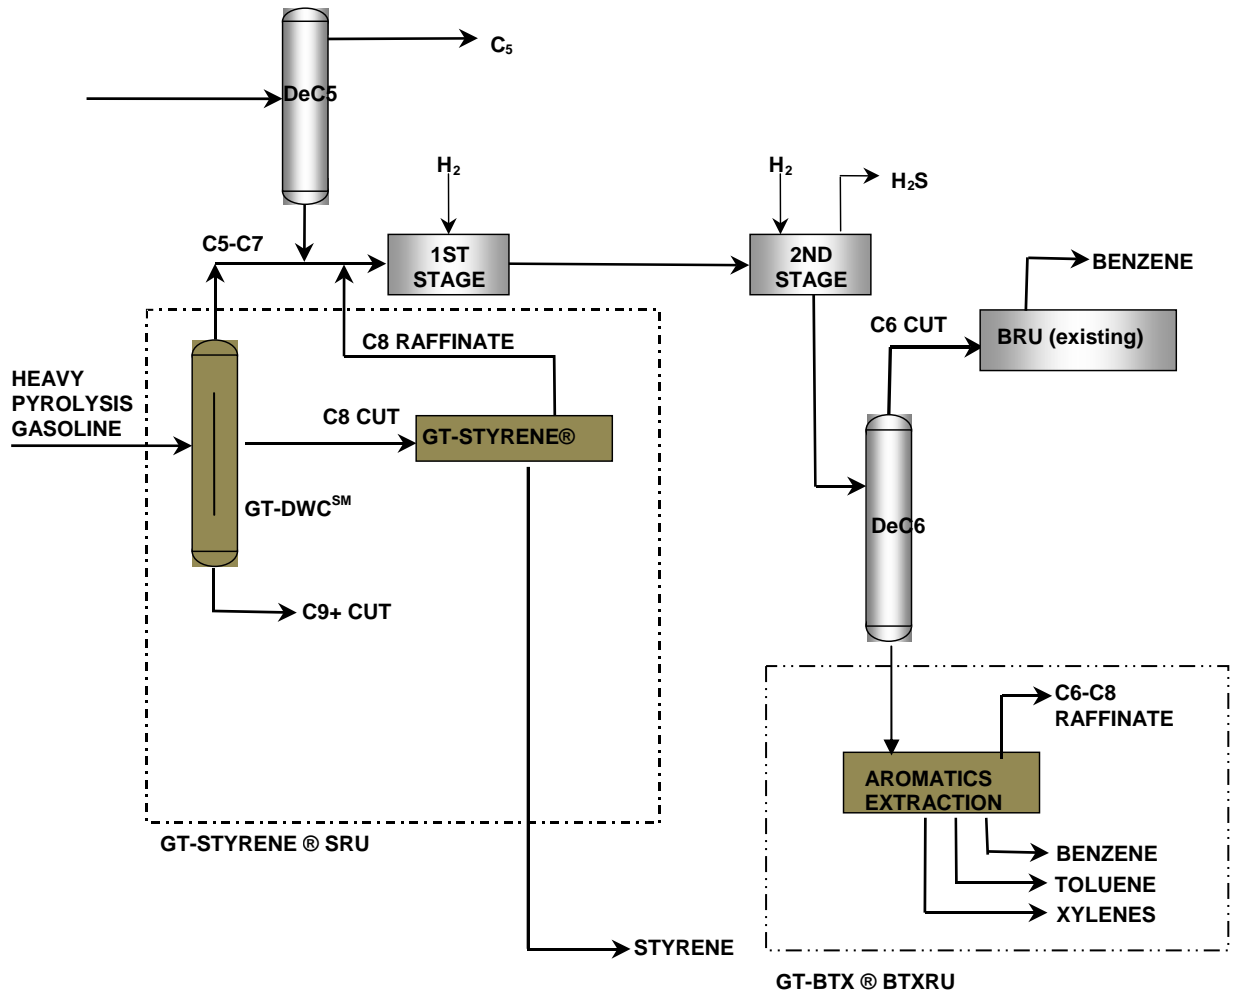 C5
DeC5
H2
H2
H2S
C5-C7
1ST
STAGE
2ND
STAGE
BENZENE
C6 CUT
BRU (existing)
C8 RAFFINATE
HEAVY
PYROLYSIS
GASOLINE
C8 CUT
GT-STYRENE®
GT-DWCSM
DeC6
C9+ CUT
C6-C8
RAFFINATE
AROMATICS
EXTRACTION
GT-STYRENE ® SRU
BENZENE
TOLUENE
XYLENES
STYRENE
GT-BTX ® BTXRU